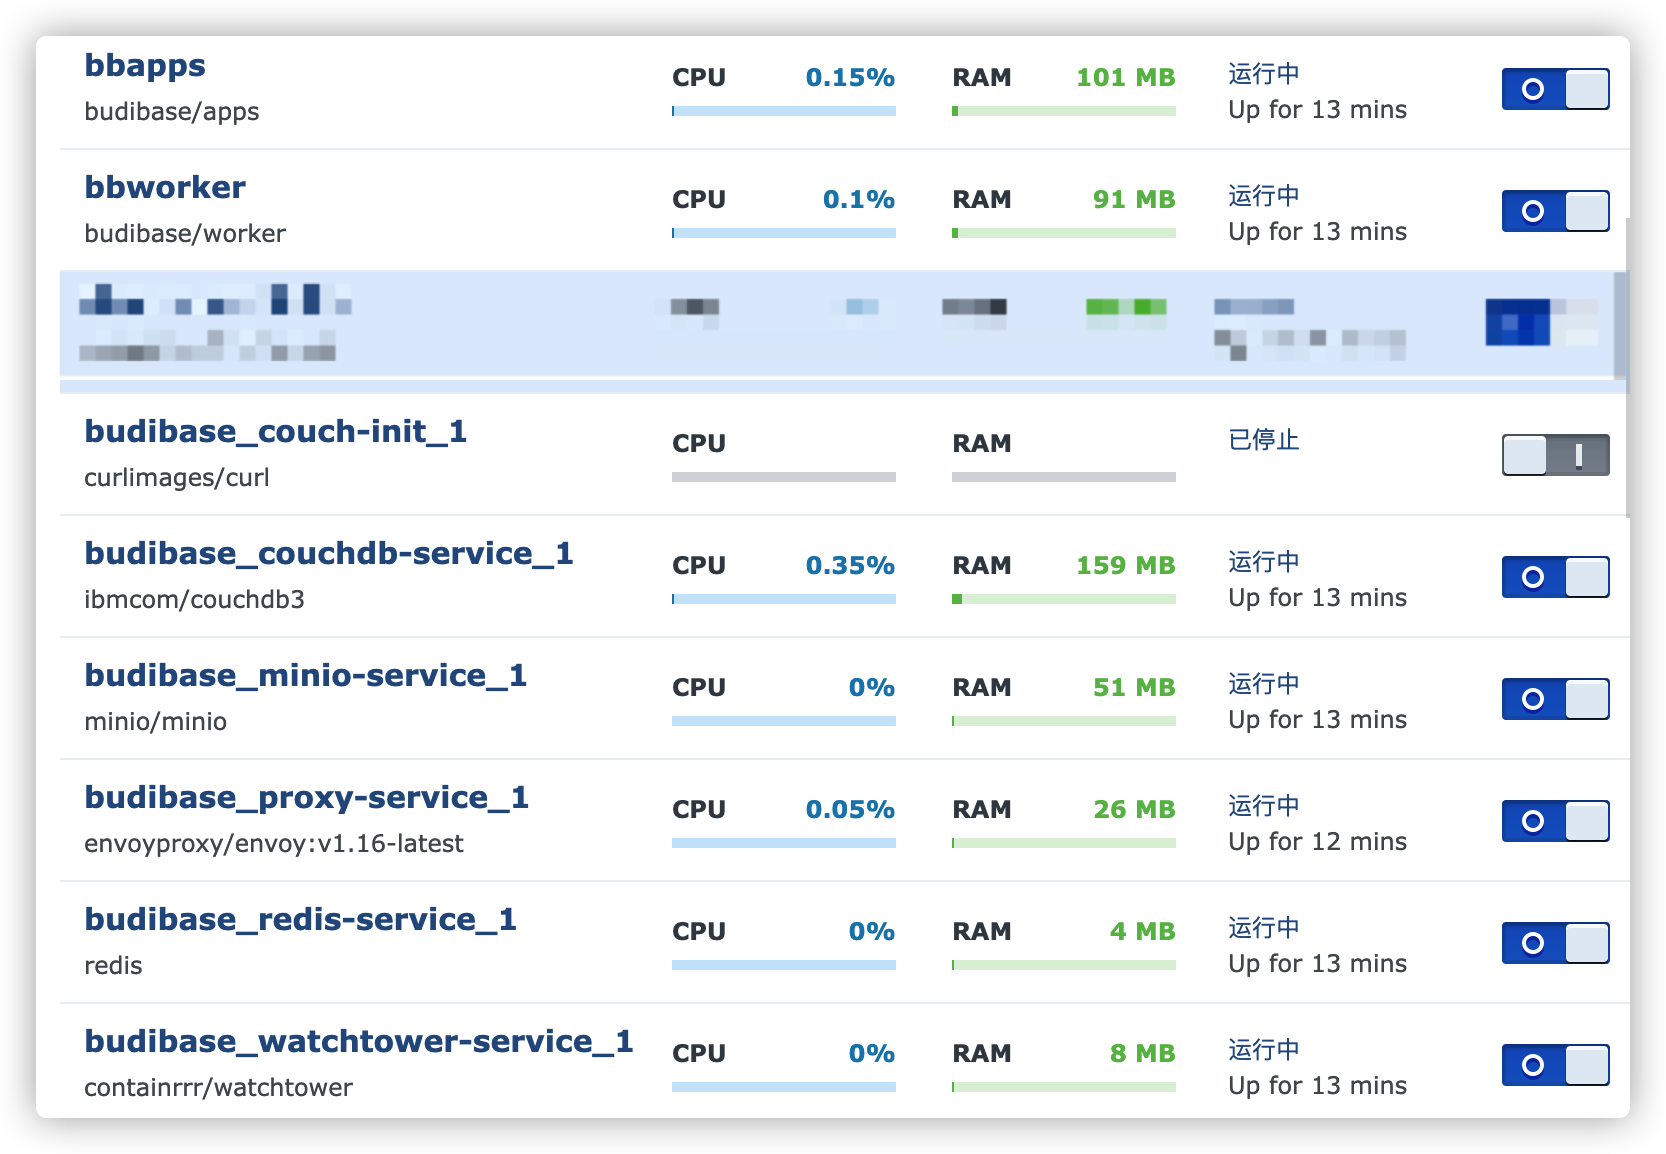 bbapps
budibase/apps
CPU 0.15%
RAM 101 MB
运行中
Up for 13 mins
bbworker
budibase/worker
CPU 0.1%
RAM 91 MB
运行中
Up for 13 mins
budibase_couch-init_1
curlimages/curl
CPU
RAM
已停止
budibase_couchdb-service_1
ibmcom/couchdb3
CPU 0.35%
RAM 159 MB
运行中
Up for 13 mins
budibase_minio-service_1
minio/minio
CPU 0%
RAM 51 MB
运行中
Up for 13 mins
budibase_proxy-service_1
envoyproxy/envoy:v1.16-latest
CPU 0.05%
RAM 26 MB
运行中
Up for 12 mins
budibase_redis-service_1
redis
CPU 0%
RAM 4 MB
运行中
Up for 13 mins
budibase_watchtower-service_1
containrrr/watchtower
CPU 0%
RAM 8 MB
运行中
Up for 13 mins